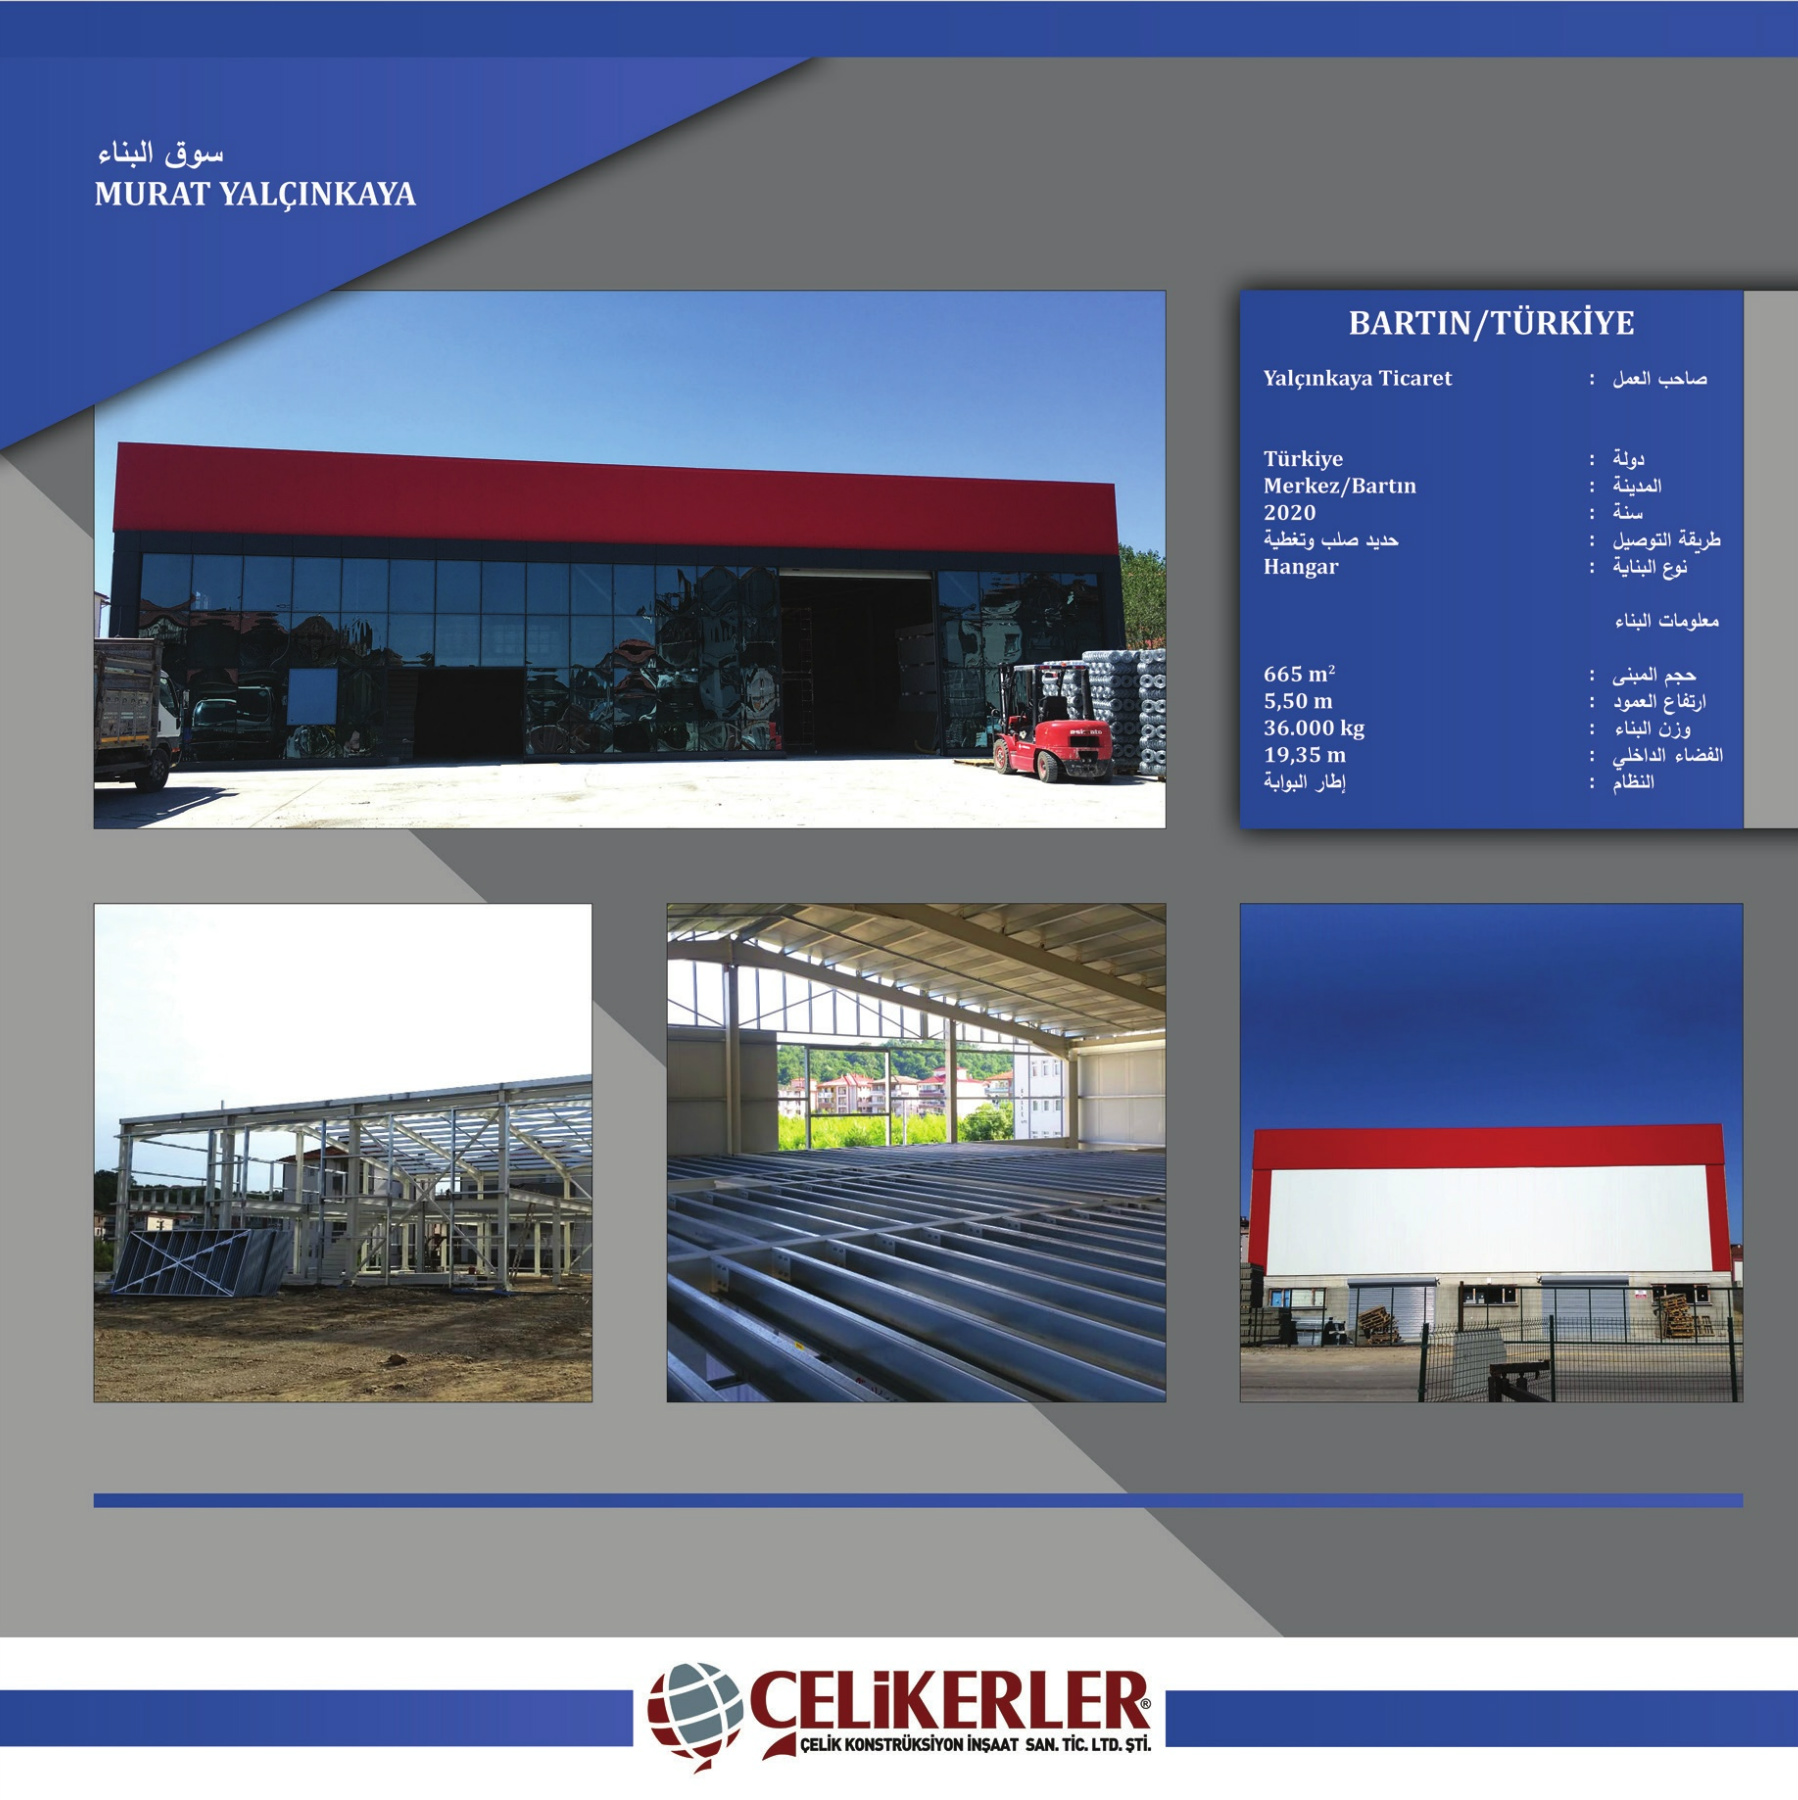 سوق البناء
MURAT YALÇINKAYA
BARTIN/TÜRKİYE
صاحب العمل : Yalçınkaya Ticaret
دولة : Türkiye
المدينة : Merkez/Bartın
سنة : 2020
طريقة التوصيل : حديد صلب وتغطية
نوع البناية : Hangar
معلومات البناء
حجم المبنى : 665 m²
ارتفاع العمود : 5,50 m
وزن البناء : 36.000 kg
الفضاء الداخلي : 19,35 m
النظام : إطار البوابة
ÇELİKERLER®
ÇELİK KONSTRÜKSİYON İNŞAAT SAN. TİC. LTD. ŞTİ.